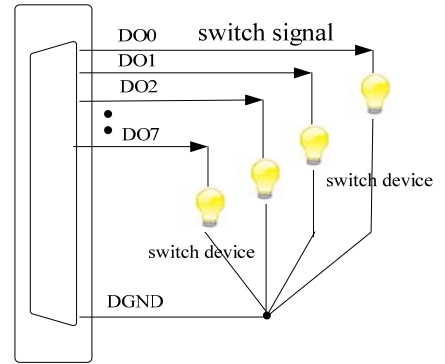 DO0
switch signal
DO1
DO2
DO7
switch device
switch device
DGND